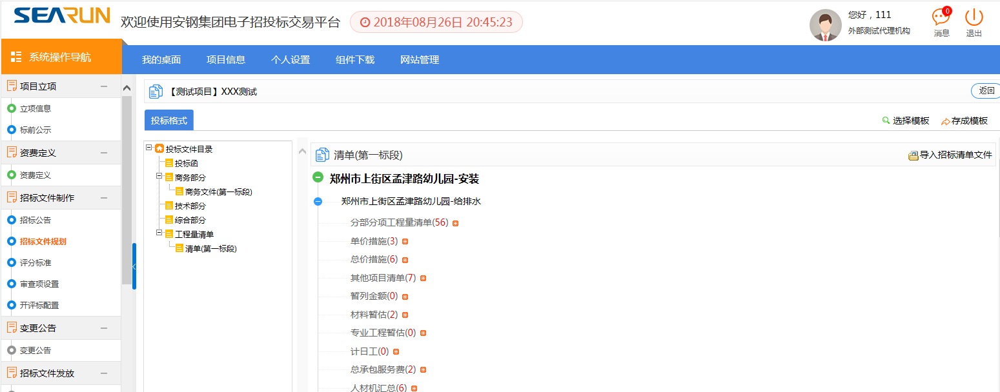 SEARUN 欢迎使用安钢集团电子招投标交易平台 2018年08月26日 20:45:23
您好，111
外部测试代理机构
0
消息
退出
系统操作导航
我的桌面 项目信息 个人设置 组件下载 网站管理
项目立项
立项信息
标前公示
资费定义
资费定义
招标文件制作
招标公告
招标文件规划
评分标准
审查项设置
开评标配置
变更公告
变更公告
招标文件发放
【测试项目】XXX测试
返回
投标格式
选择模板 存成模板
投标文件目录
投标函
商务部分
商务文件(第一标段)
技术部分
综合部分
工程量清单
清单(第一标段)
清单(第一标段)
导入招标清单文件
郑州市上街区孟津路幼儿园-安装
郑州市上街区孟津路幼儿园-给排水
分部分项工程量清单(56)
单价措施(3)
总价措施(6)
其他项目清单(7)
暂列金额(0)
材料暂估(2)
专业工程暂估(0)
计日工(0)
总承包服务费(2)
人材机汇总(6)